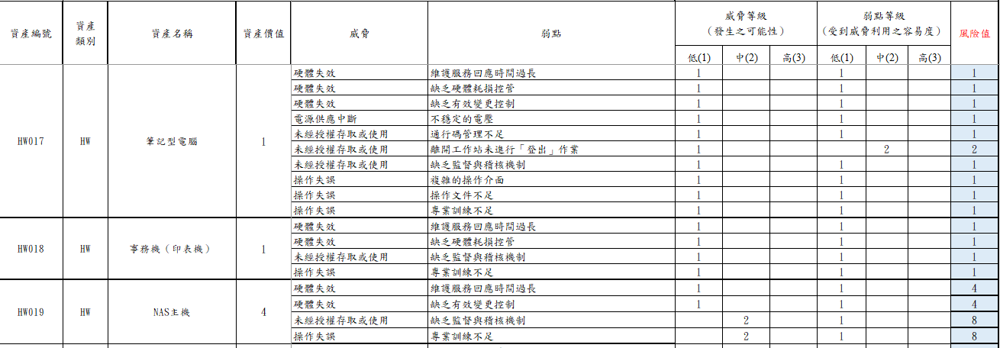 資產編號 資產類別 資產名稱 資產價值 威脅 弱點 威脅等級（發生之可能性） 弱點等級（受到威脅利用之容易度） 風險值
低(1) 中(2) 高(3) 低(1) 中(2) 高(3)
HW017 HW 筆記型電腦 1
硬體失效 維護服務回應時間過長 1 1 1
硬體失效 缺乏硬體耗損控管 1 1 1
硬體失效 缺乏有效變更控制 1 1 1
電源供應中斷 不穩定的電壓 1 1 1
未經授權存取或使用 通行碼管理不足 1 1 1
未經授權存取或使用 離開工作站未進行「登出」作業 1 2 2
未經授權存取或使用 缺乏監督與稽核機制 1 1 1
操作失誤 複雜的操作介面 1 1 1
操作失誤 操作文件不足 1 1 1
操作失誤 專業訓練不足 1 1 1
HW018 HW 事務機（印表機） 1
硬體失效 維護服務回應時間過長 1 1 1
硬體失效 缺乏硬體耗損控管 1 1 1
未經授權存取或使用 缺乏監督與稽核機制 1 1 1
操作失誤 專業訓練不足 1 1 1
HW019 HW NAS主機 4
硬體失效 維護服務回應時間過長 1 1 4
硬體失效 缺乏有效變更控制 1 1 4
未經授權存取或使用 缺乏監督與稽核機制 2 1 8
操作失誤 專業訓練不足 2 1 8